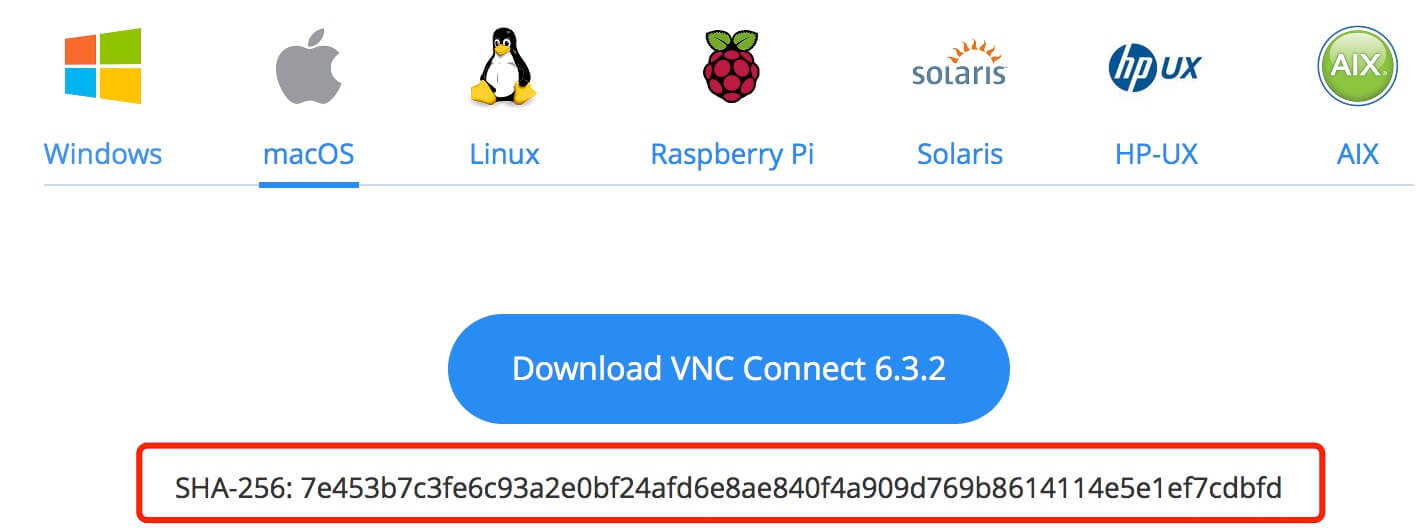 solaris hp UX AIX
Windows macOS Linux Raspberry Pi Solaris HP-UX AIX
Download VNC Connect 6.3.2
SHA-256: 7e453b7c3fe6c93a2e0bf24afd6e8ae840f4a909d769b8614114e5e1ef7cdbfd